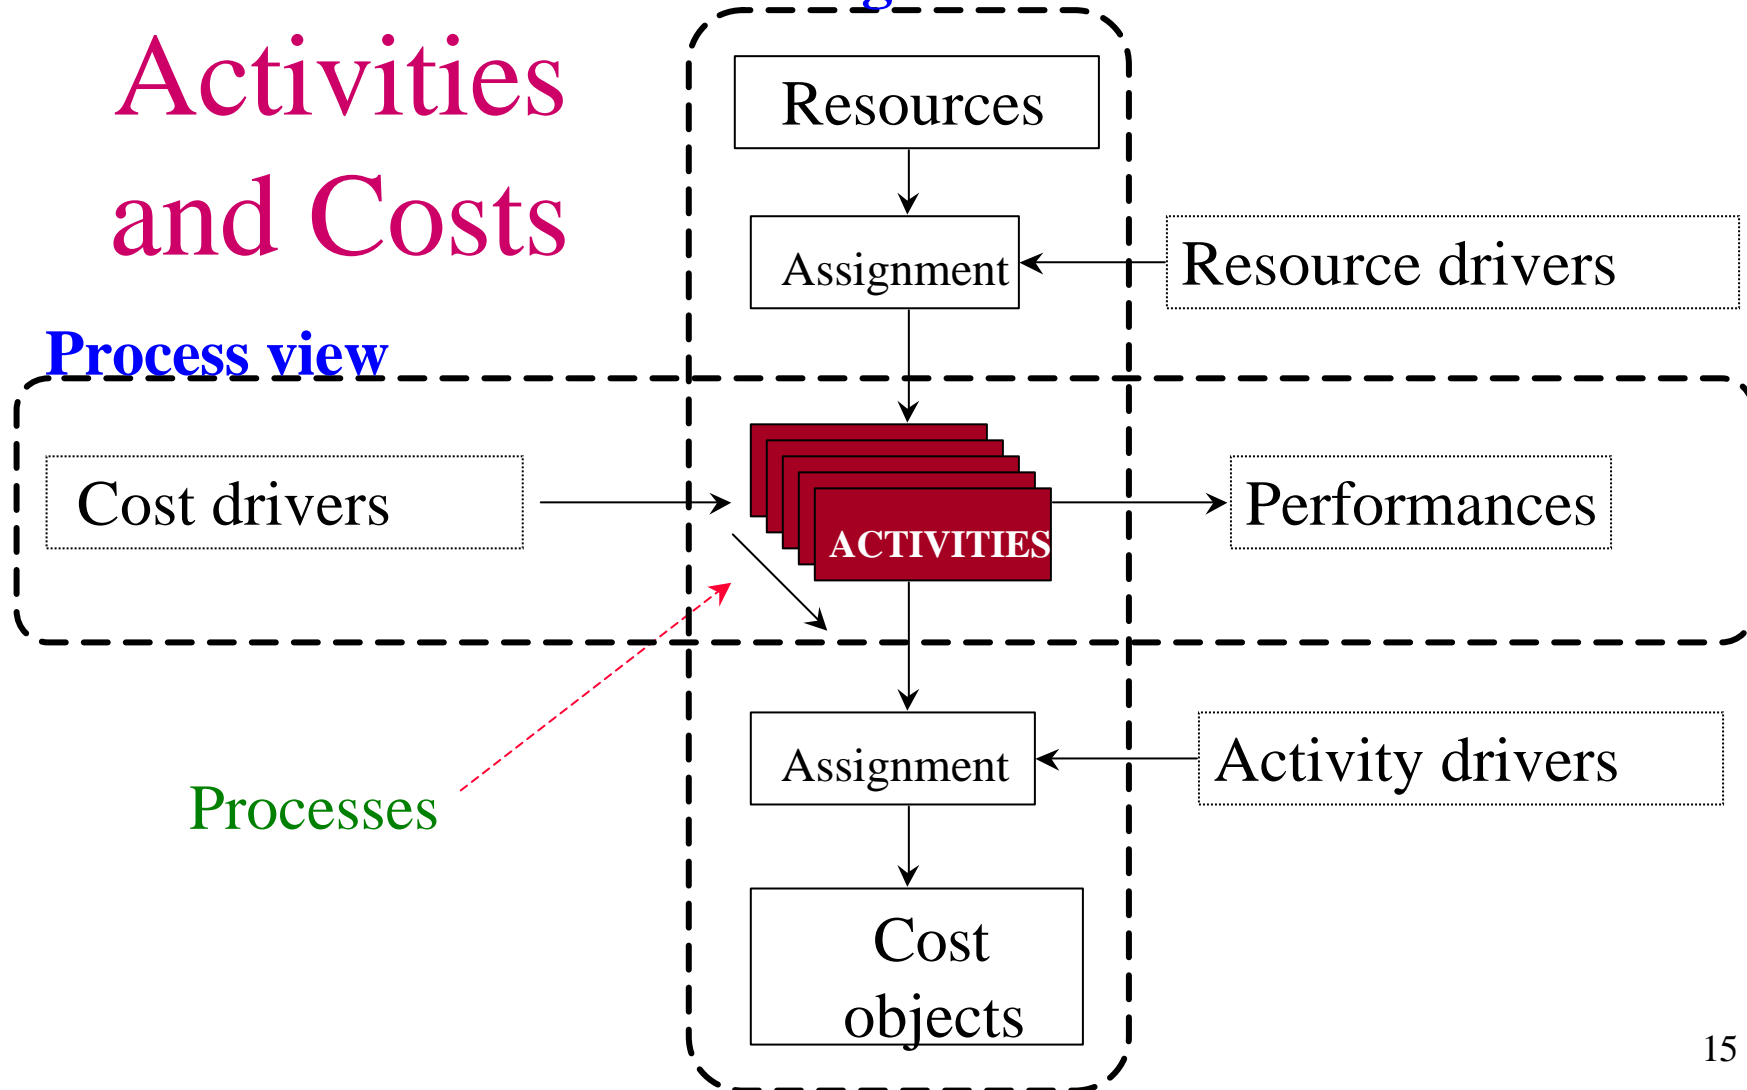 Activities
and Costs
Resources
Assignment
Resource drivers
Process view
Cost drivers
ACTIVITIES
Performances
Assignment
Activity drivers
Processes
Cost
objects
15